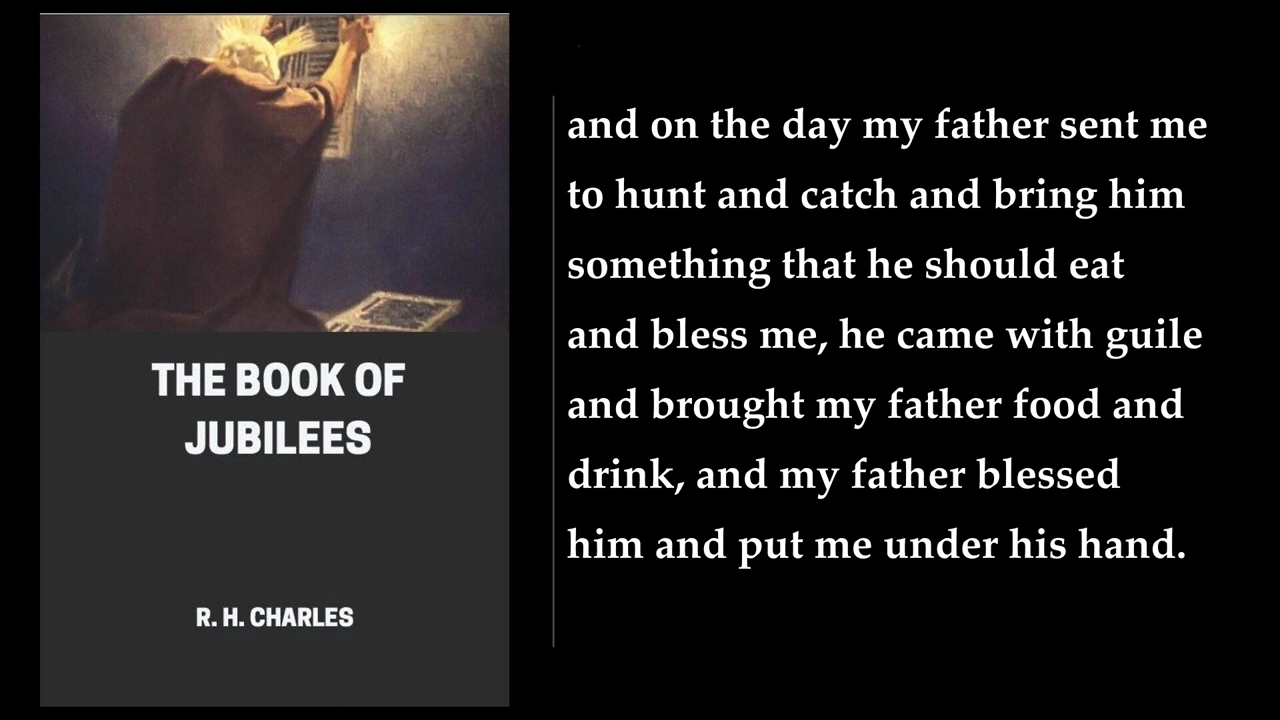 THE BOOK OF
JUBILEES
R. H. CHARLES
and on the day my father sent me
to hunt and catch and bring him
something that he should eat
and bless me, he came with guile
and brought my father food and
drink, and my father blessed
him and put me under his hand.